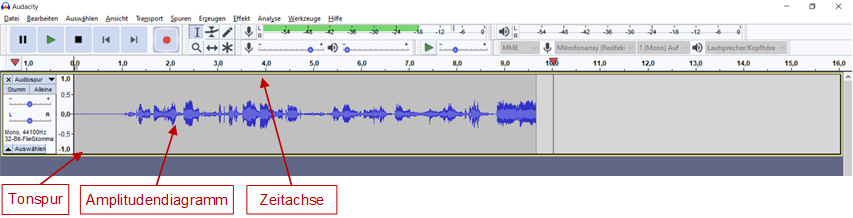 Audacity
Datei Bearbeiten Auswählen Ansicht Transport Spuren Erzeugen Effekt Analyse Werkzeuge Hilfe
L R -54 -48 -42 -36 -30 -24 -18 -12 -6 0
L R -54 -48 -42 -36 -30 -24 -18 -12 -6 0
MME Mikrofonarray (Realtek 1 (Mono) Auf Lautsprecher/Kopfhöre
1,0 0,0 1,0 2,0 3,0 4,0 5,0 6,0 7,0 8,0 9,0 10,0 11,0 12,0 13,0 14,0 15,0 16,0
Audiospur 1,0
Stumm Alleine 0,5
- +
L R 0,0
Mono, 44100Hz -0,5
32-Bit-Fließkomma
Auswählen -1,0
Tonspur Amplitudendiagramm Zeitachse